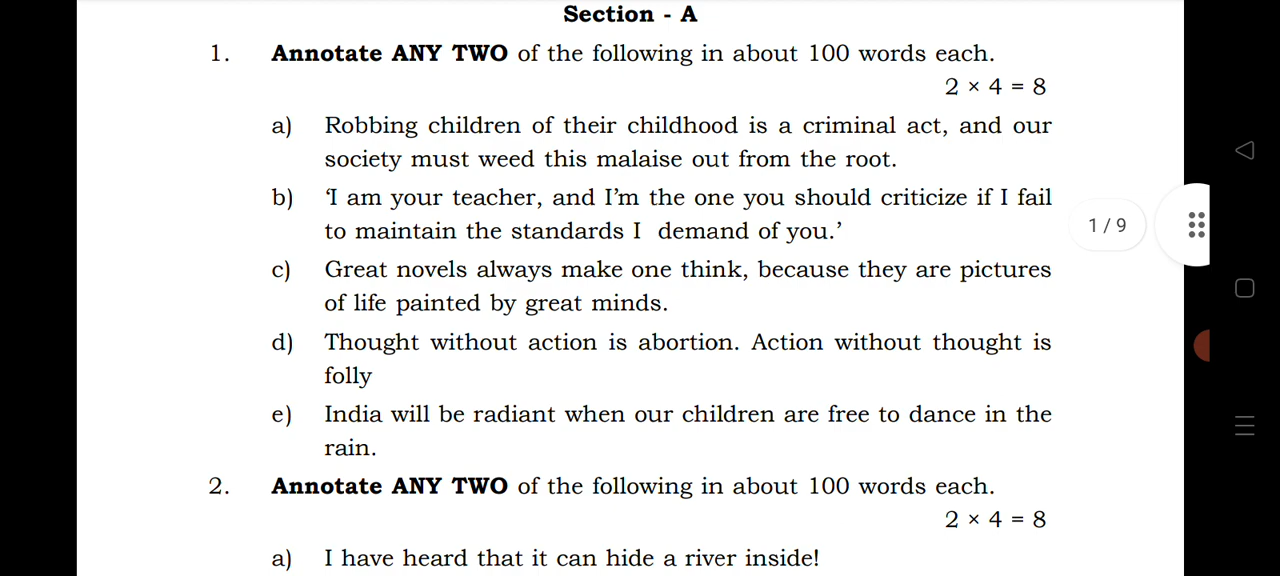 Section - A
1. Annotate ANY TWO of the following in about 100 words each.
2 × 4 = 8
a) Robbing children of their childhood is a criminal act, and our
society must weed this malaise out from the root.
b) ‘I am your teacher, and I’m the one you should criticize if I fail
to maintain the standards I demand of you.’
c) Great novels always make one think, because they are pictures
of life painted by great minds.
1 / 9
d) Thought without action is abortion. Action without thought is
folly
e) India will be radiant when our children are free to dance in the
rain.
2. Annotate ANY TWO of the following in about 100 words each.
2 × 4 = 8
a) I have heard that it can hide a river inside!